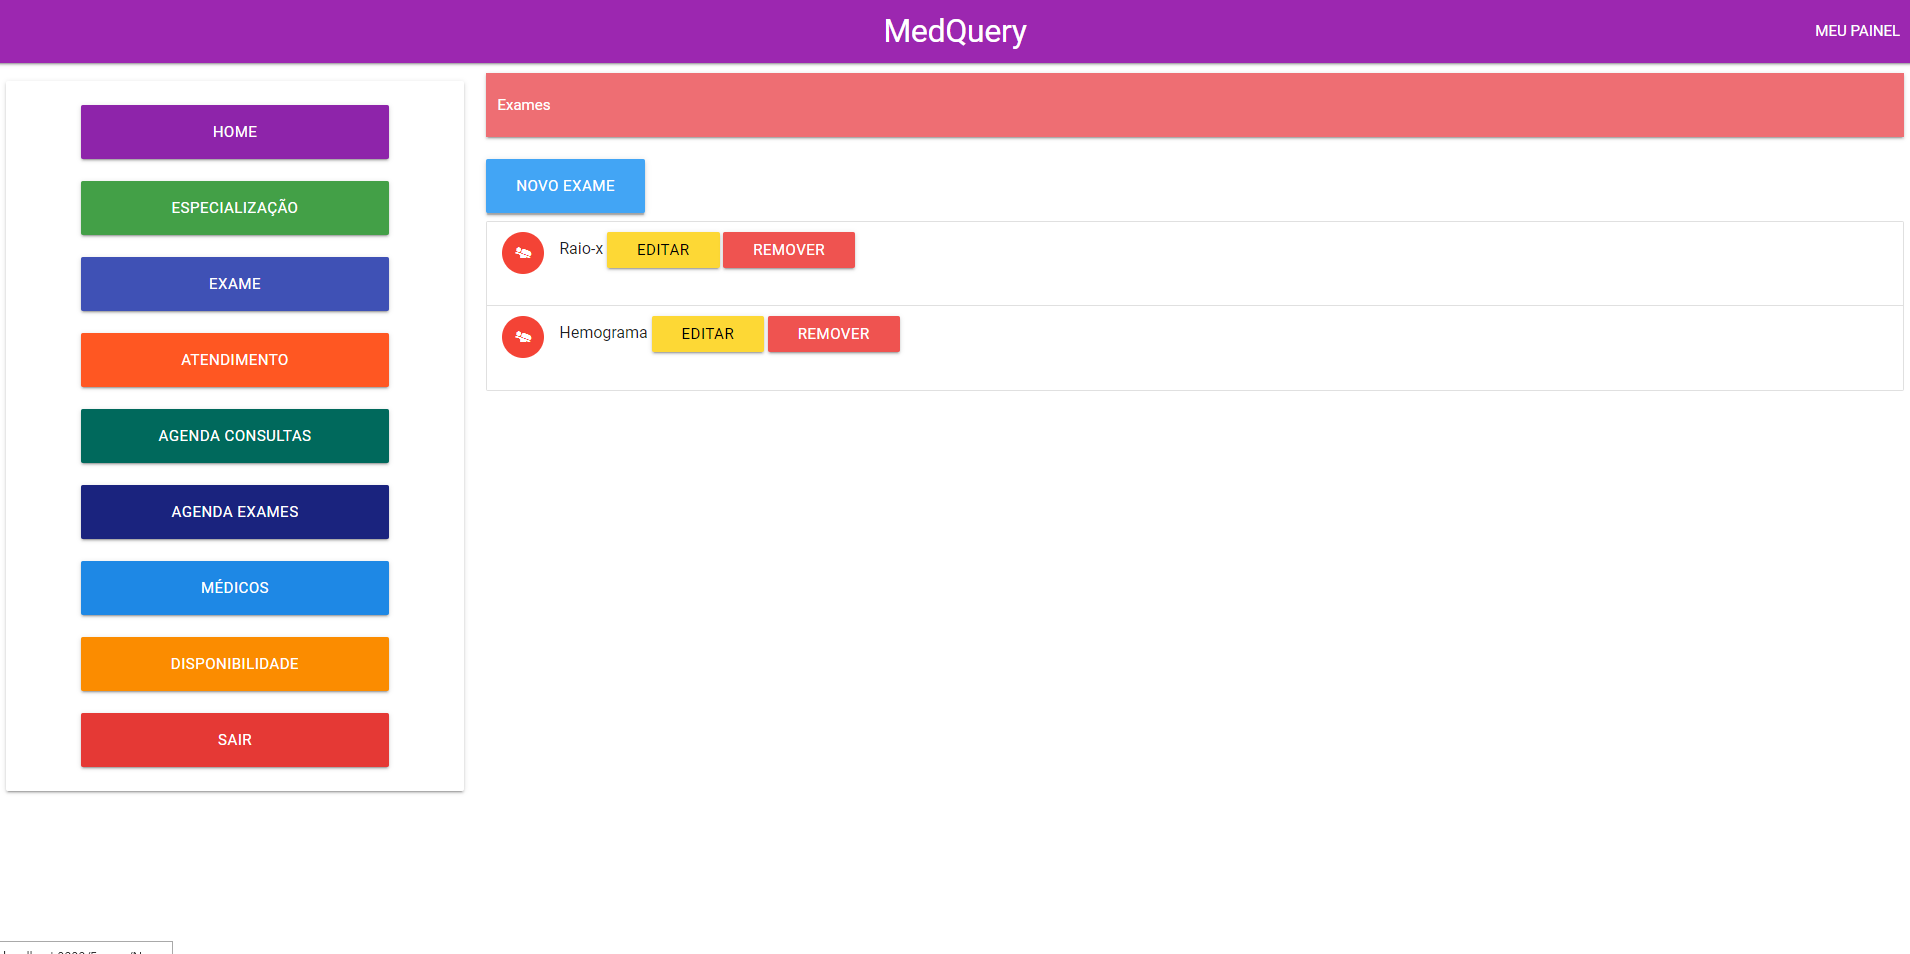 MedQuery
MEU PAINEL
HOME
ESPECIALIZAÇÃO
EXAME
ATENDIMENTO
AGENDA CONSULTAS
AGENDA EXAMES
MÉDICOS
DISPONIBILIDADE
SAIR
Exames
NOVO EXAME
Raio-x EDITAR REMOVER
Hemograma EDITAR REMOVER